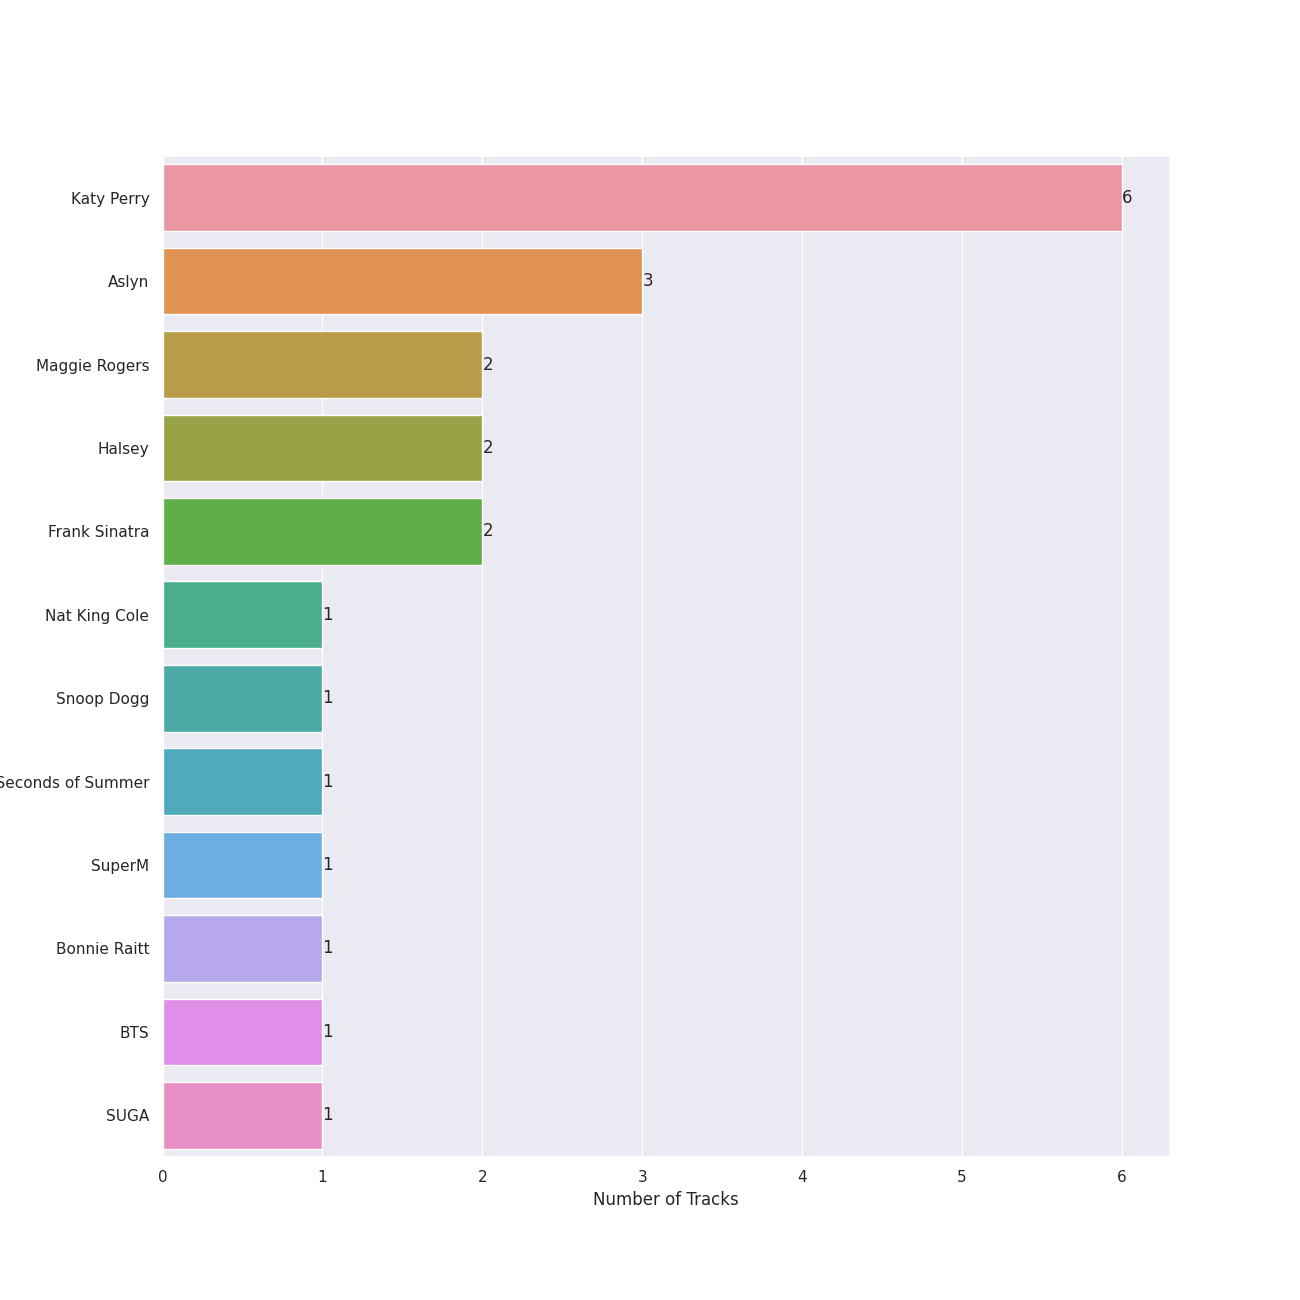 Katy Perry 6
Aslyn 3
Maggie Rogers 2
Halsey 2
Frank Sinatra 2
Nat King Cole 1
Snoop Dogg 1
Seconds of Summer 1
SuperM 1
Bonnie Raitt 1
BTS 1
SUGA 1
0 1 2 3 4 5 6
Number of Tracks